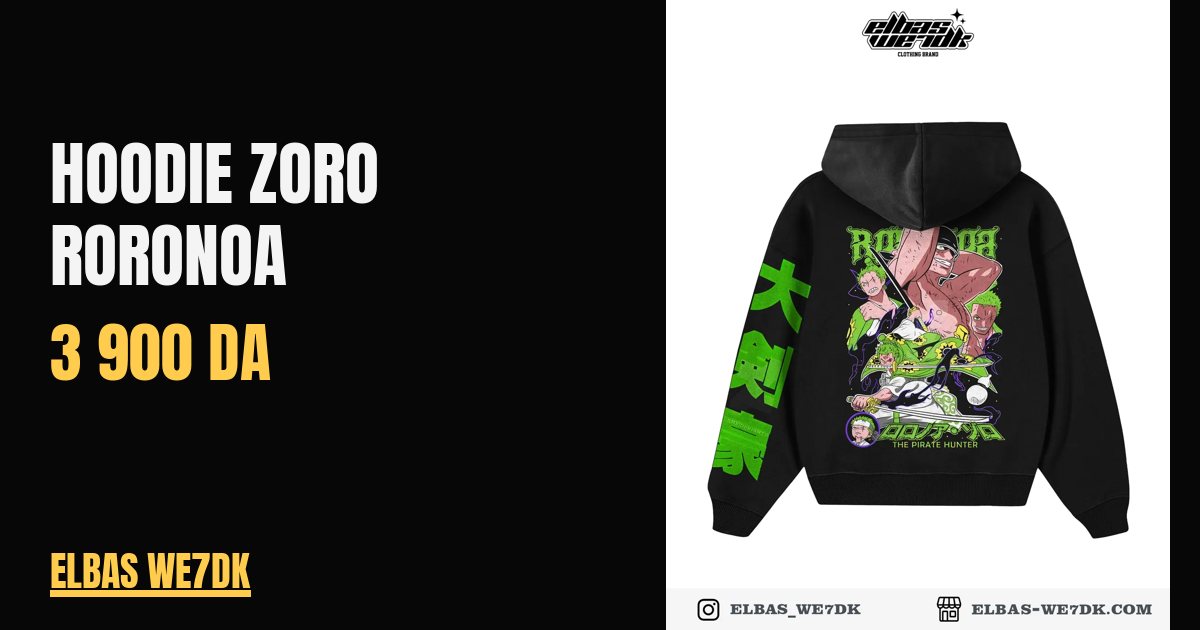 HOODIE ZORO
RORONOA
3 900 DA
ELBAS WE7DK
elbas
we7dk
CLOTHING BRAND
大剣豪
ロロノア・ゾロ
THE PIRATE HUNTER
ELBAS_WE7DK
ELBAS-WE7DK.COM